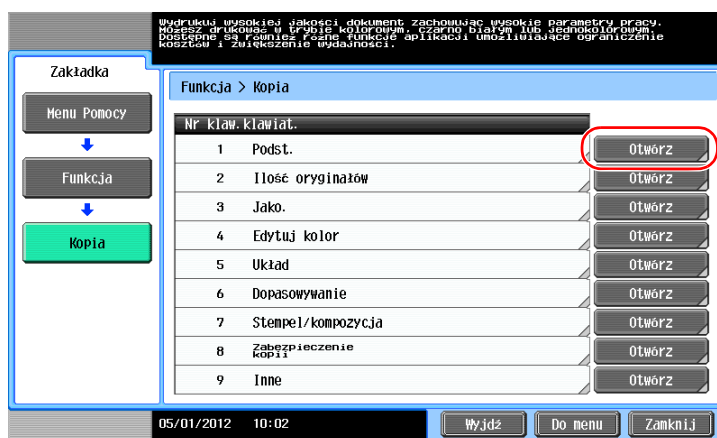 Wydrukuj wysokiej jakości dokument zachowując wysokie parametry pracy.
Możesz drukować w trybie kolorowym, czarno białym lub jednokolorowym.
Dostępne są również różne funkcje aplikacji umożliwiające ograniczenie
kosztów i zwiększenie wydajności.
Zakładka
Menu Pomocy
Funkcja
Kopia
Funkcja > Kopia
Nr klaw.klawiat.
1 Podst. Otwórz
2 Ilość oryginałów Otwórz
3 Jako. Otwórz
4 Edytuj kolor Otwórz
5 Układ Otwórz
6 Dopasowywanie Otwórz
7 Stempel/kompozycja Otwórz
8 Zabezpieczenie kopii Otwórz
9 Inne Otwórz
05/01/2012 10:02 Wyjdź Do menu Zamknij